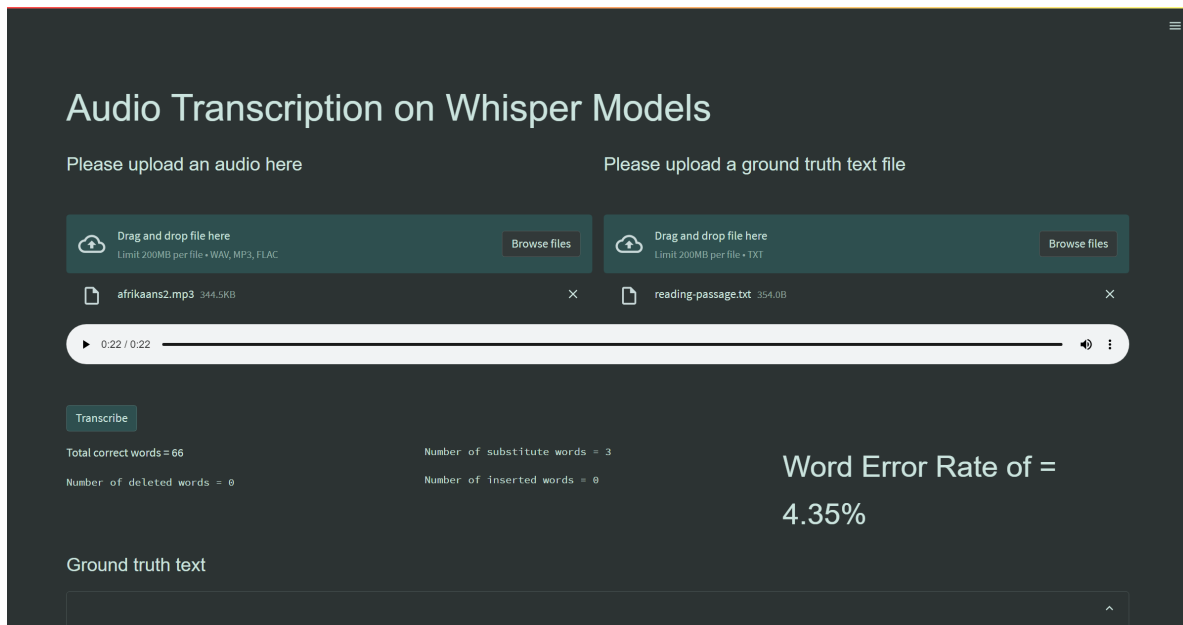 Audio Transcription on Whisper Models
Please upload an audio here
Please upload a ground truth text file
Drag and drop file here
Limit 200MB per file • WAV, MP3, FLAC
Browse files
Drag and drop file here
Limit 200MB per file • TXT
Browse files
afrikaans2.mp3 344.5KB
reading-passage.txt 354.0B
0:22 / 0:22
Transcribe
Total correct words = 66
Number of substitute words = 3
Number of deleted words = 0
Number of inserted words = 0
Word Error Rate of =
4.35%
Ground truth text